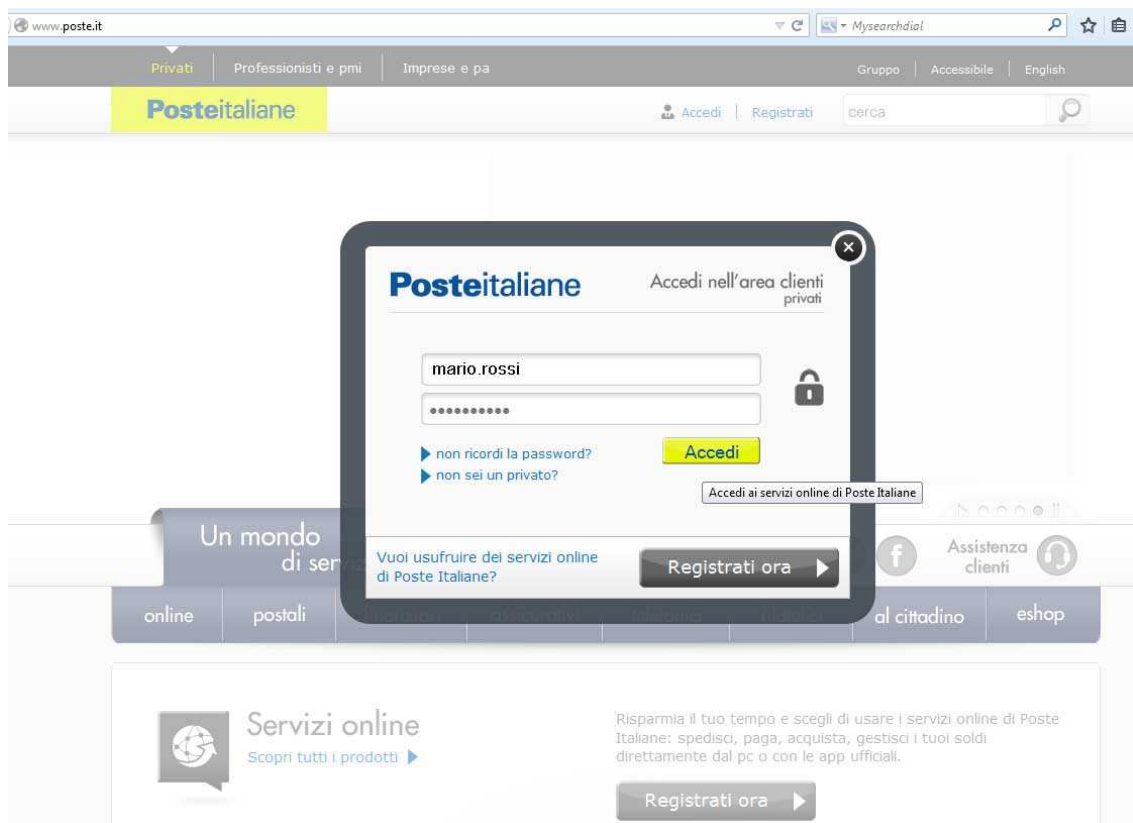 www.poste.it
Mysearchdial
Privati Professionisti e pmi Imprese e pa Gruppo Accessibile English
Posteitaliane Accedi Registrati cerca
Posteitaliane Accedi nell'area clienti
privati
mario.rossi
••••••••••
non ricordi la password? Accedi
non sei un privato?
Accedi ai servizi online di Poste Italiane
Un mondo
di serviz
Assistenza
clienti
Vuoi usufruire dei servizi online
di Poste Italiane?
Registrati ora
online postali al cittadino eshop
Servizi online
Scopri tutti i prodotti
Risparmia il tuo tempo e scegli di usare i servizi online di Poste
Italiane: spedisci, paga, acquista, gestisci i tuoi soldi
direttamente dal pc o con le app ufficiali.
Registrati ora